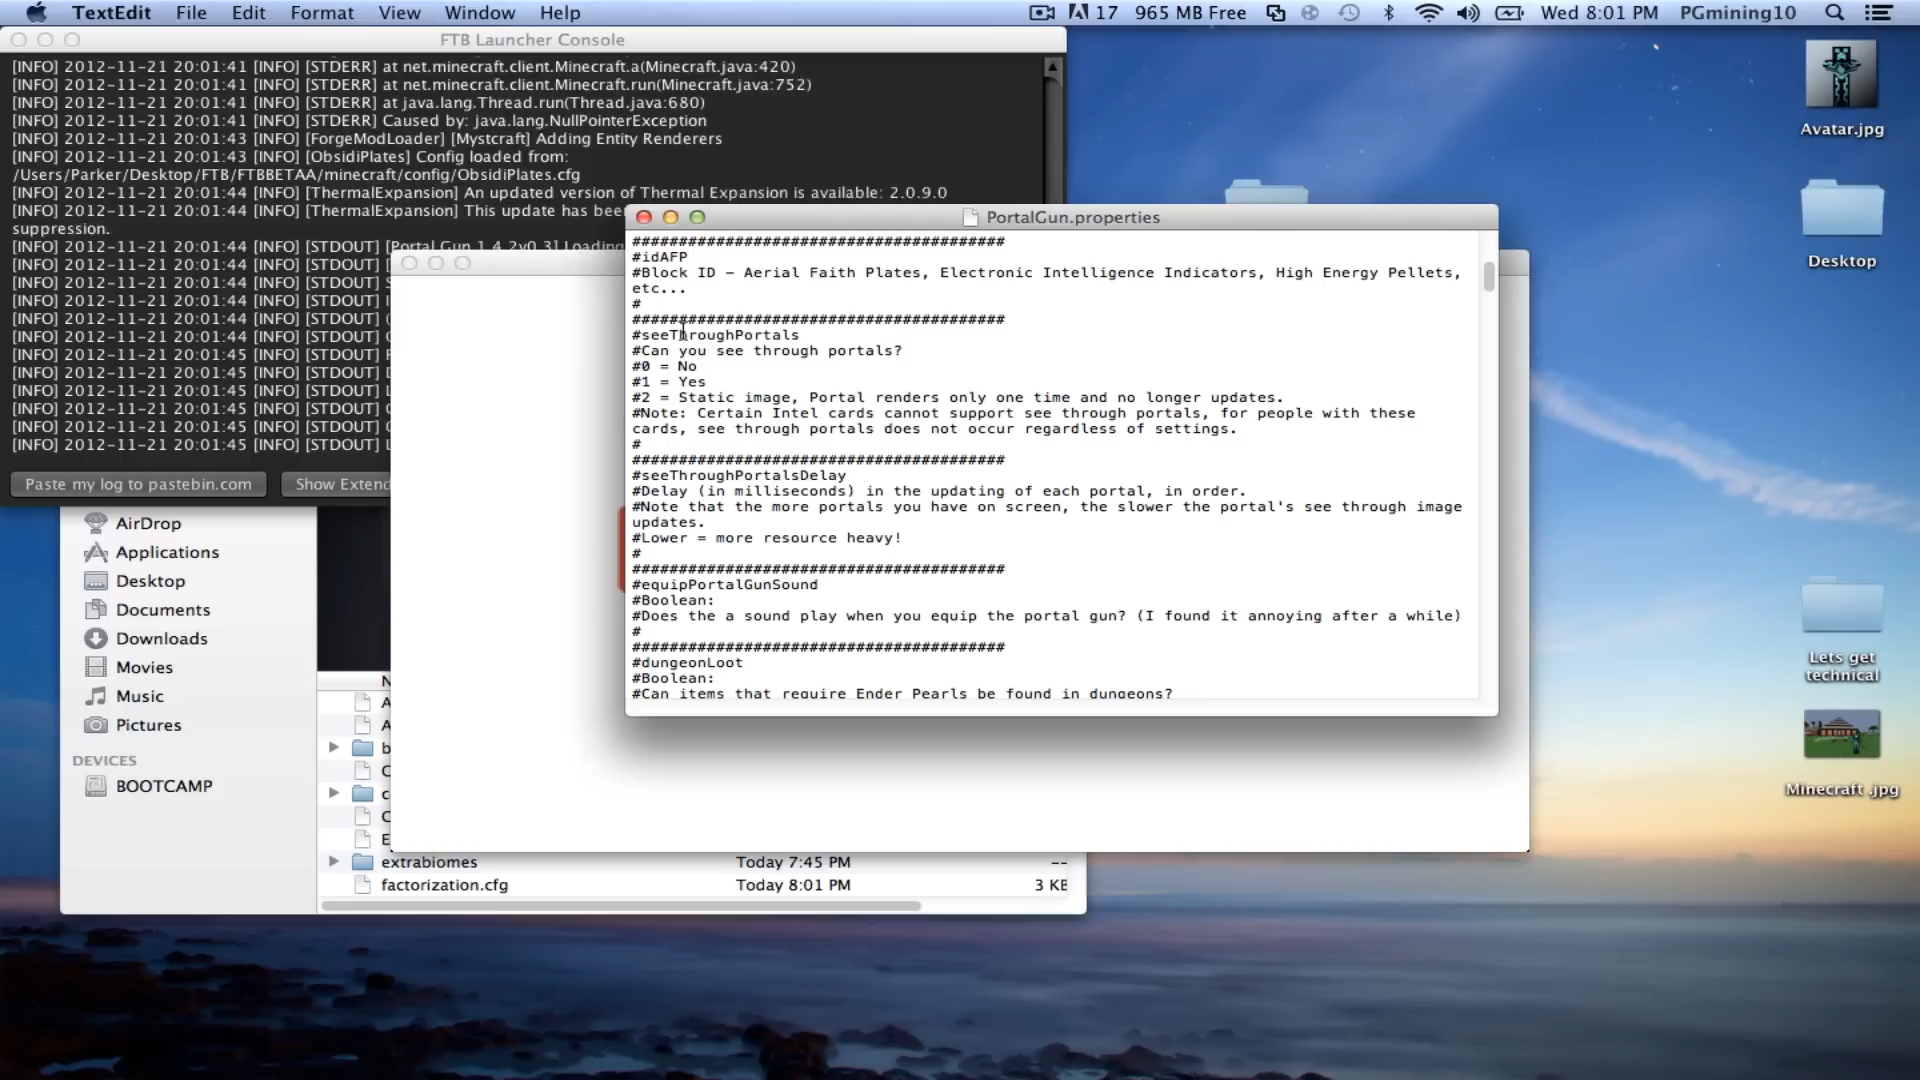 TextEdit File Edit Format View Window Help 17 965 MB Free Wed 8:01 PM PGmining10
FTB Launcher Console
[INFO] 2012-11-21 20:01:41 [INFO] [STDERR] at net.minecraft.client.Minecraft.a(Minecraft.java:420)
[INFO] 2012-11-21 20:01:41 [INFO] [STDERR] at net.minecraft.client.Minecraft.run(Minecraft.java:752)
[INFO] 2012-11-21 20:01:41 [INFO] [STDERR] at java.lang.Thread.run(Thread.java:680)
[INFO] 2012-11-21 20:01:41 [INFO] [STDERR] Caused by: java.lang.NullPointerException
[INFO] 2012-11-21 20:01:43 [INFO] [ForgeModLoader] [Mystcraft] Adding Entity Renderers
[INFO] 2012-11-21 20:01:43 [INFO] [ObsidiPlates] Config loaded from:
/Users/Parker/Desktop/FTB/FTBBETAA/minecraft/config/ObsidiPlates.cfg
[INFO] 2012-11-21 20:01:44 [INFO] [ThermalExpansion] An updated version of Thermal Expansion is available: 2.0.9.0
[INFO] 2012-11-21 20:01:44 [INFO] [ThermalExpansion] This update has bee
suppression.
[INFO] 2012-11-21 20:01:44 [INFO] [STDOUT] [Portal Gun 1.4.2v0.3] Loading
[INFO] 2012-11-21 20:01:44 [INFO] [STDOUT] [
[INFO] 2012-11-21 20:01:44 [INFO] [STDOUT]
[INFO] 2012-11-21 20:01:44 [INFO] [STDOUT]
[INFO] 2012-11-21 20:01:44 [INFO] [STDOUT]
[INFO] 2012-11-21 20:01:44 [INFO] [STDOUT]
[INFO] 2012-11-21 20:01:45 [INFO] [STDOUT]
[INFO] 2012-11-21 20:01:45 [INFO] [STDOUT]
[INFO] 2012-11-21 20:01:45 [INFO] [STDOUT]
[INFO] 2012-11-21 20:01:45 [INFO] [STDOUT]
[INFO] 2012-11-21 20:01:45 [INFO] [STDOUT]
[INFO] 2012-11-21 20:01:45 [INFO] [STDOUT]
Paste my log to pastebin.com Show Extend
PortalGun.properties
########################################
#idAFP
#Block ID - Aerial Faith Plates, Electronic Intelligence Indicators, High Energy Pellets,
etc...
#
########################################
#seeThroughPortals
#Can you see through portals?
#0 = No
#1 = Yes
#2 = Static image, Portal renders only one time and no longer updates.
#Note: Certain Intel cards cannot support see through portals, for people with these
cards, see through portals does not occur regardless of settings.
#
########################################
#seeThroughPortalsDelay
#Delay (in milliseconds) in the updating of each portal, in order.
#Note that the more portals you have on screen, the slower the portal's see through image
updates.
#Lower = more resource heavy!
#
########################################
#equipPortalGunSound
#Boolean:
#Does the a sound play when you equip the portal gun? (I found it annoying after a while)
#
########################################
#dungeonLoot
#Boolean:
#Can items that require Ender Pearls be found in dungeons?
AirDrop
Applications
Desktop
Documents
Downloads
Movies
Music
Pictures
DEVICES
BOOTCAMP
extrabiomes Today 7:45 PM --
factorization.cfg Today 8:01 PM 3 KB
Avatar.jpg
Desktop
Lets get
technical
Minecraft .jpg